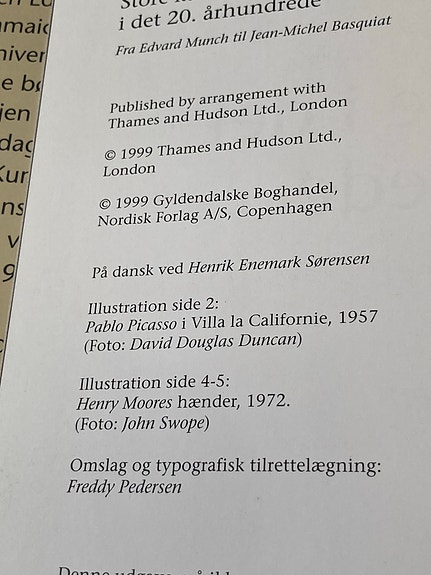 i det 20. århundrede
Fra Edvard Munch til Jean-Michel Basquiat
Published by arrangement with
Thames and Hudson Ltd., London
© 1999 Thames and Hudson Ltd.,
London
© 1999 Gyldendalske Boghandel,
Nordisk Forlag A/S, Copenhagen
På dansk ved Henrik Enemark Sørensen
Illustration side 2:
Pablo Picasso i Villa la Californie, 1957
(Foto: David Douglas Duncan)
Illustration side 4-5:
Henry Moores hænder, 1972.
(Foto: John Swope)
Omslag og typografisk tilrettelægning:
Freddy Pedersen